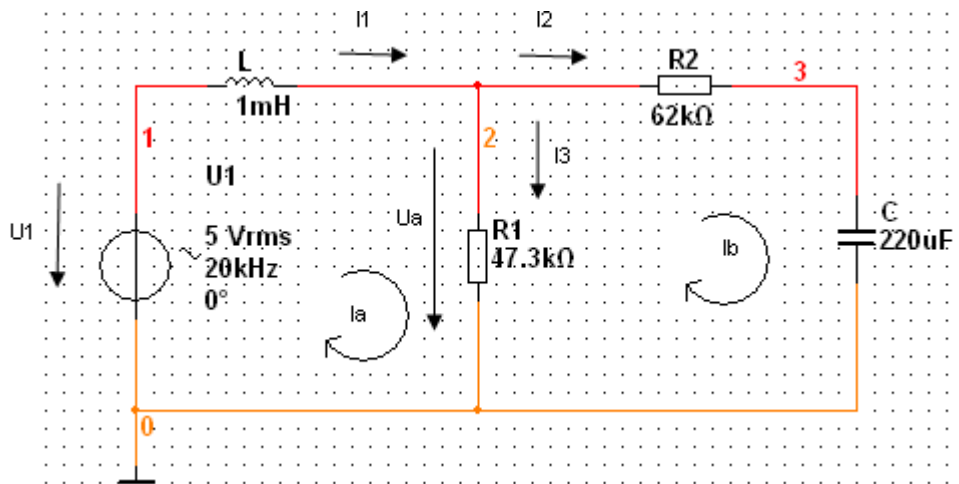 I1
I2
L
1mH
R2
62kΩ
3
1
2
I3
U1
U1
Ua
5 Vrms
20kHz
0°
R1
47.3kΩ
C
220uF
Ia
Ib
0